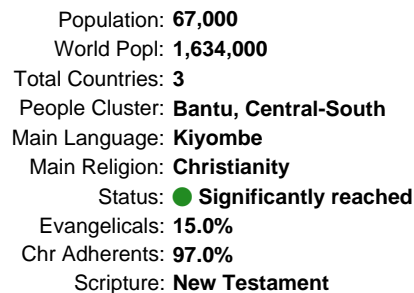 Population: 67,000
World Popl: 1,634,000
Total Countries: 3
People Cluster: Bantu, Central-South
Main Language: Kiyombe
Main Religion: Christianity
Status: Significantly reached
Evangelicals: 15.0%
Chr Adherents: 97.0%
Scripture: New Testament